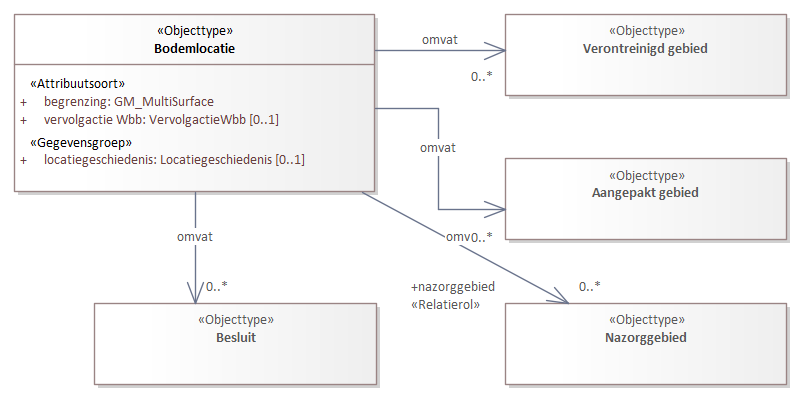 «Objecttype»
Bodemlocatie
«Attribuutsoort»
+ begrenzing: GM_MultiSurface
+ vervolgactie Wbb: VervolgactieWbb [0..1]
«Gegevensgroep»
+ locatiegeschiedenis: Locatiegeschiedenis [0..1]
omvat
0..*
«Objecttype»
Verontreinigd gebied
omvat
0..*
«Objecttype»
Aangepakt gebied
omvat
0..*
«Objecttype»
Besluit
+nazorggebied
«Relatierol»
0..*
«Objecttype»
Nazorggebied